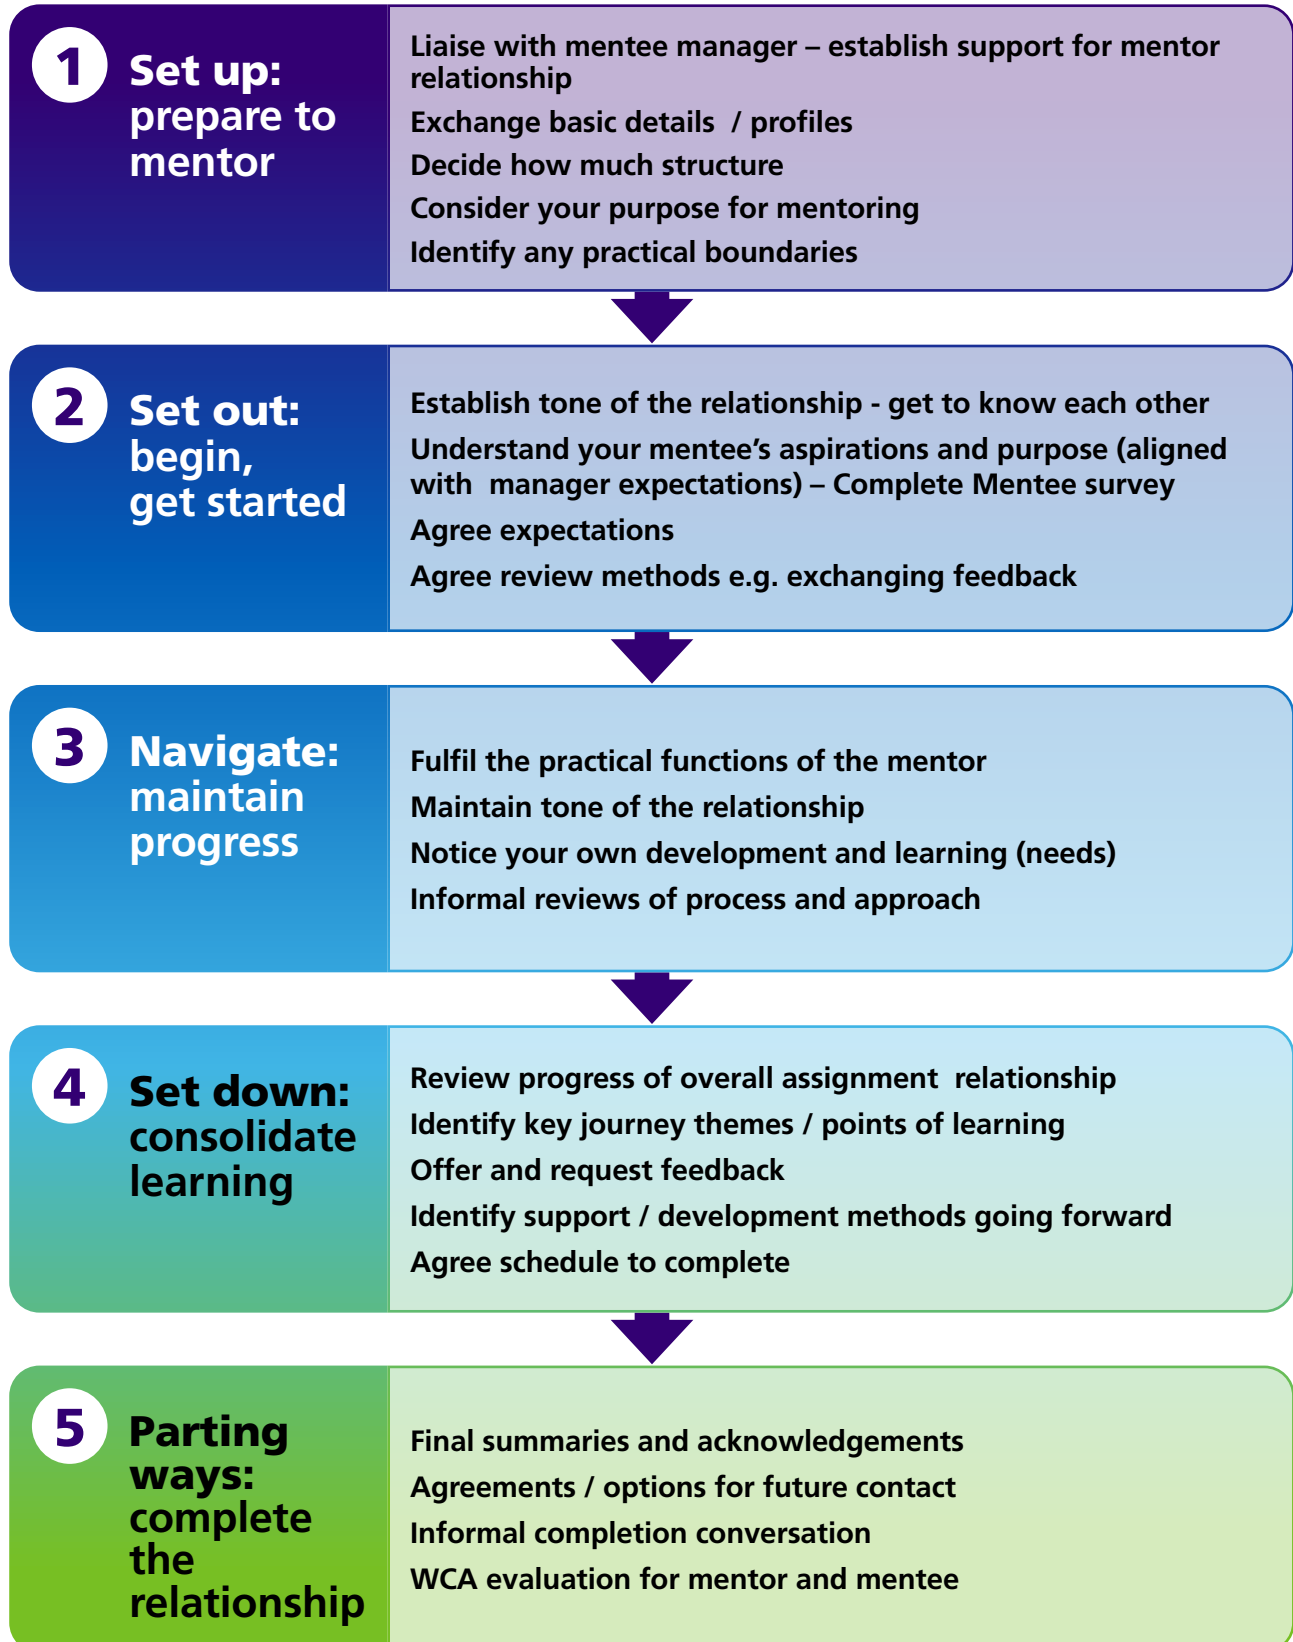 1
Set up:
prepare to
mentor
Liaise with mentee manager – establish support for mentor
relationship
Exchange basic details  / profiles
Decide how much structure
Consider your purpose for mentoring
Identify any practical boundaries
2
Set out:
begin,
get started
Establish tone of the relationship - get to know each other
Understand your mentee’s aspirations and purpose (aligned
with  manager expectations) – Complete Mentee survey
Agree expectations
Agree review methods e.g. exchanging feedback
3
Navigate:
maintain
progress
Fulfil the practical functions of the mentor
Maintain tone of the relationship
Notice your own development and learning (needs)
Informal reviews of process and approach
4
Set down:
consolidate
learning
Review progress of overall assignment  relationship
Identify key journey themes / points of learning
Offer and request feedback
Identify support / development methods going forward
Agree schedule to complete
5
Parting
ways:
complete
the
relationship
Final summaries and acknowledgements
Agreements / options for future contact
Informal completion conversation
WCA evaluation for mentor and mentee